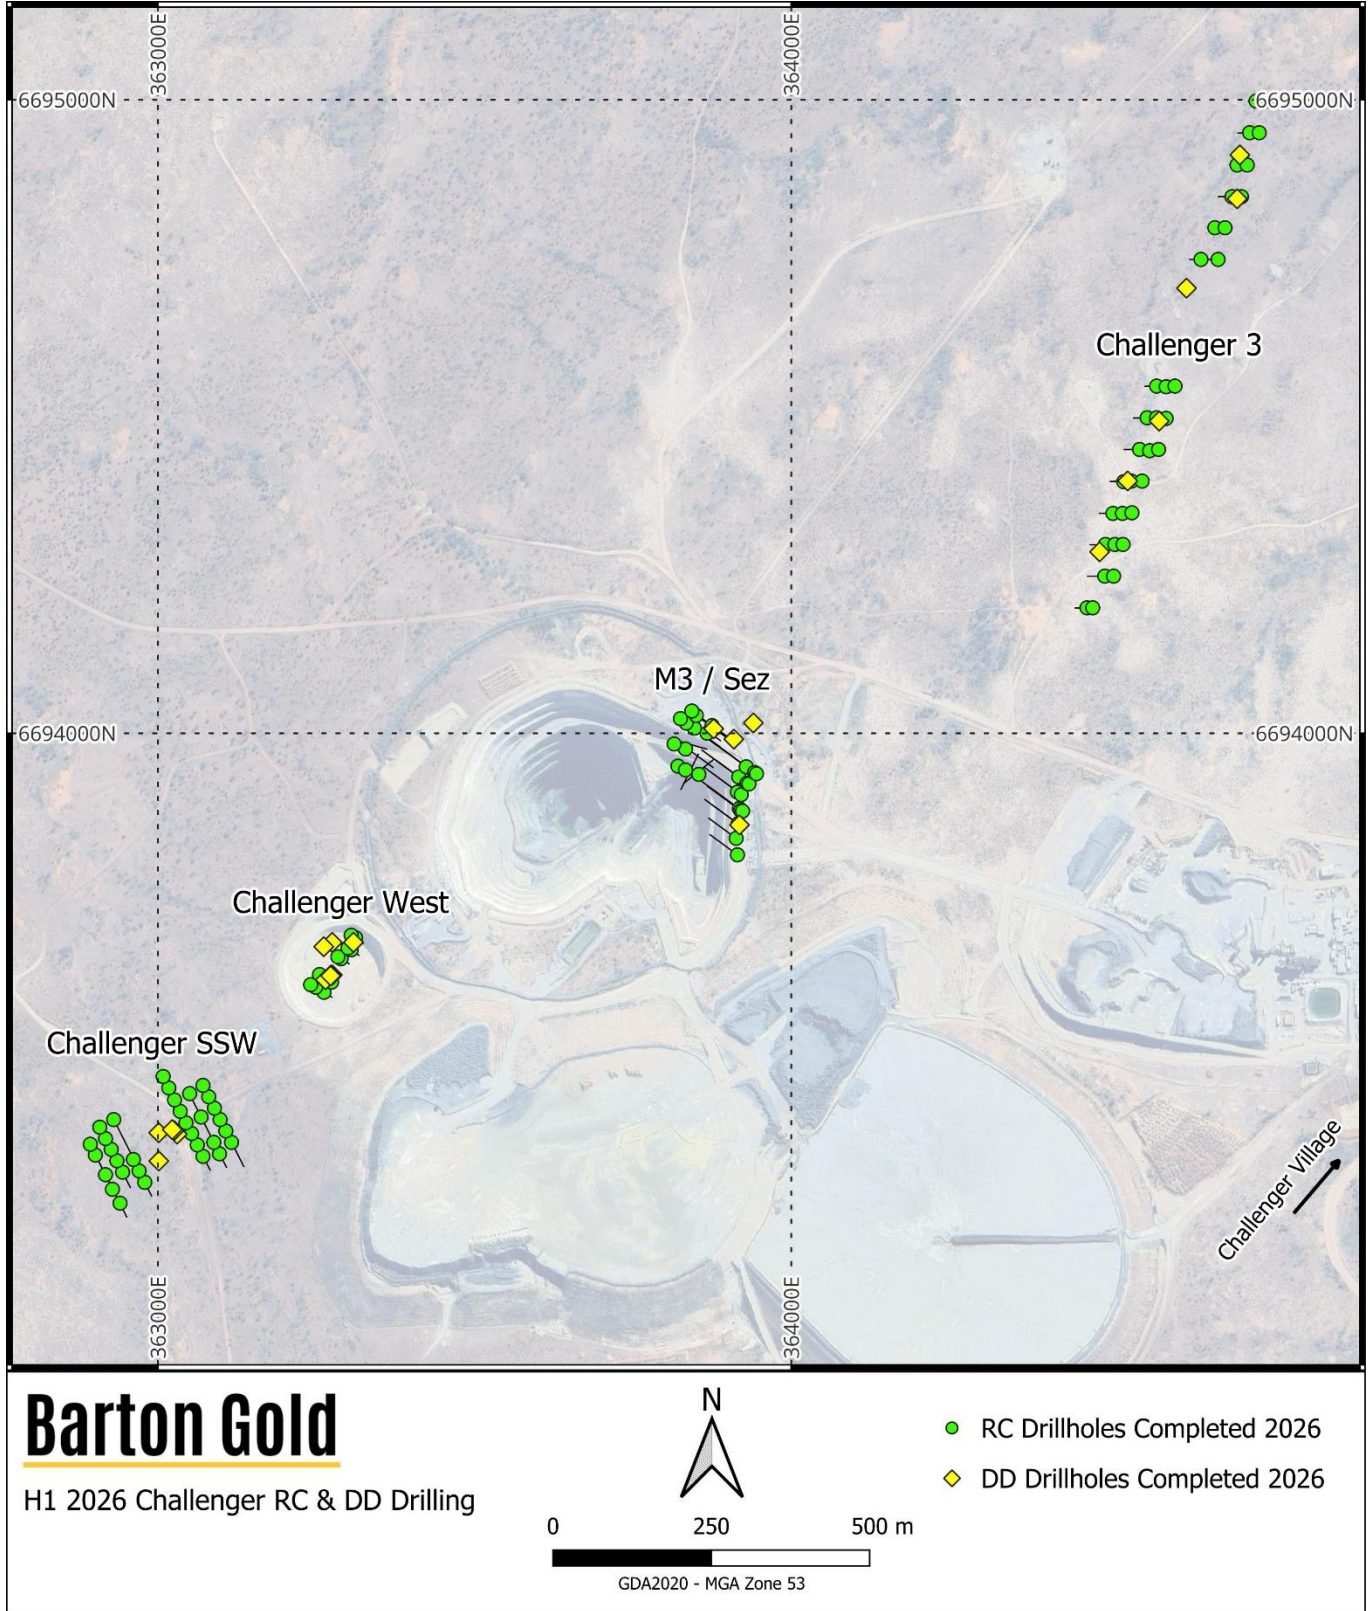 363000E
364000E
6695000N
6695000N
Challenger 3
M3 / Sez
6694000N
6694000N
Challenger West
Challenger SSW
Challenger Village
363000E
364000E
Barton Gold
H1 2026 Challenger RC & DD Drilling
N
0 250 500 m
GDA2020 - MGA Zone 53
RC Drillholes Completed 2026
DD Drillholes Completed 2026